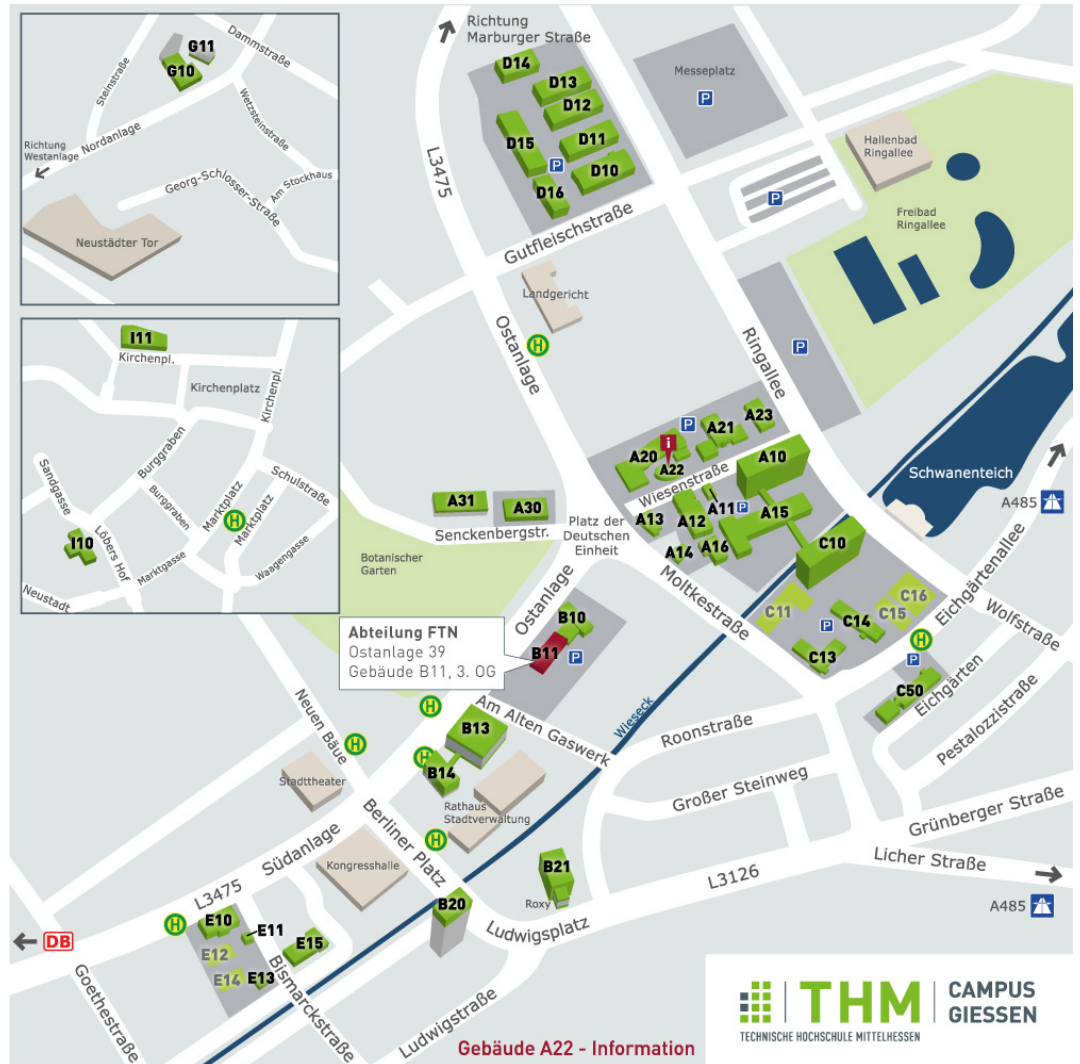 G11
G10
Dammstraße
Steinstraße
Wetzsteinstraße
Nordanlage
Richtung
Westanlage
Georg-Schlosser-Straße
Am Stockhaus
Neustädter Tor
I11
Kirchenpl.
Kirchenplatz
Kirchenpl.
Burggraben
Sandgasse
Schulstraße
Burggraben
Marktplatz
H
Marktplatz
I10
Löbers Hof
Marktgasse
Waagengasse
Neustadt
Richtung
Marburger Straße
L3475
D14
D13
D12
D15
D11
P
D10
D16
Gutfleischstraße
Messeplatz
P
Hallenbad
Ringallee
P
Freibad
Ringallee
Landgericht
H
Ostanlage
Ringallee
P
A23
P
A21
i
A20
A22
A10
Wiesenstraße
Schwanenteich
A485
A31
A30
Senckenbergstr.
Platz der
Deutschen
Einheit
A13
A12
A11
P
A15
A14
A16
C10
Botanischer
Garten
Moltkestraße
Eichgärtenallee
Ostanlage
C11
C16
C15
C14
P
C13
Wolfstraße
H
P
C50
Eichgärten
Pestalozzistraße
Abteilung FTN
Ostanlage 39
Gebäude B11, 3. OG
B10
B11
P
Wieseck
Roonstraße
Am Alten Gaswerk
H
Neuen Bäue
H
B13
H
B14
Stadttheater
Rathaus
Stadtverwaltung
Großer Steinweg
Grünberger Straße
Berliner Platz
H
Südanlage
Kongresshalle
B21
Roxy
L3126
Licher Straße
A485
L3475
B20
Ludwigsplatz
H
E10
E11
E12
E15
E14
E13
DB
Goethestraße
Bismarckstraße
Ludwigstraße
THM
CAMPUS
GIESSEN
TECHNISCHE HOCHSCHULE MITTELHESSEN
Gebäude A22 - Information